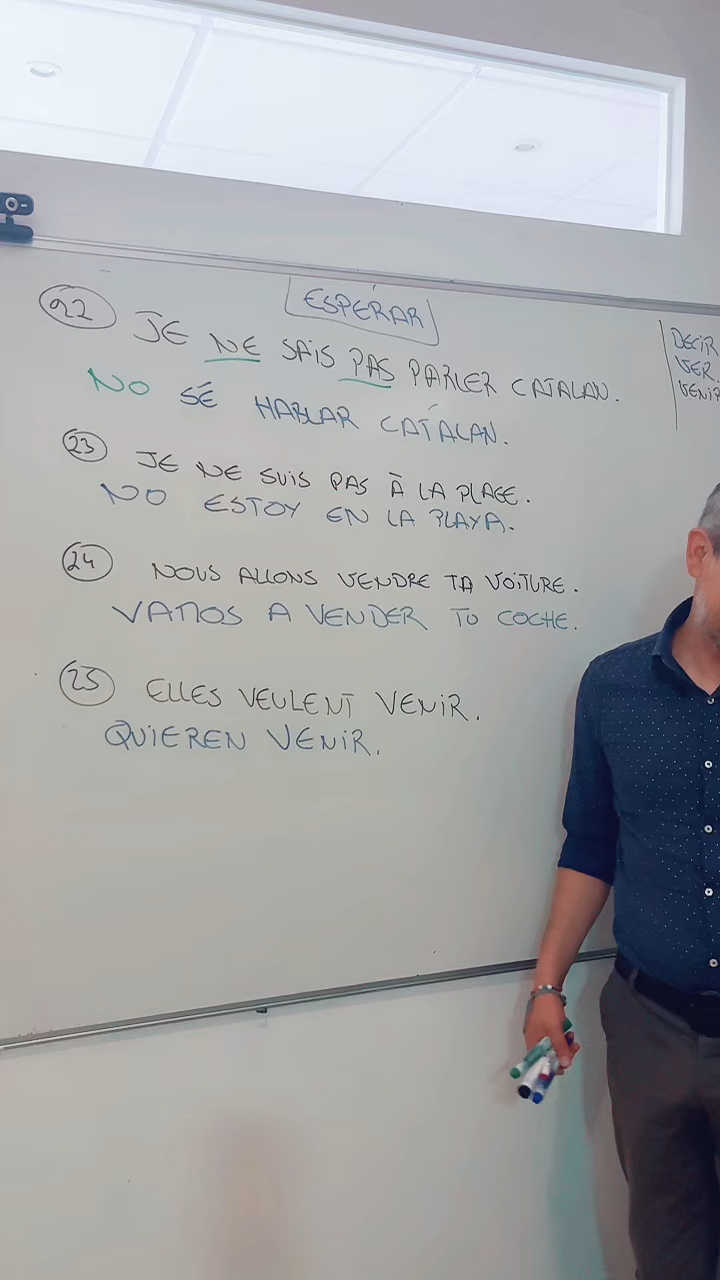 ESPERAR
22 JE NE SAIS PAS PARLER CATALAN.
NO SÉ HABLAR CATALÁN.
23 JE NE SUIS PAS À LA PLAGE.
NO ESTOY EN LA PLAYA.
24 NOUS ALLONS VENDRE TA VOITURE.
VAMOS A VENDER TU COCHE.
25 ELLES VEULENT VENIR.
QUIEREN VENIR.
DECIR
VER
VENIR